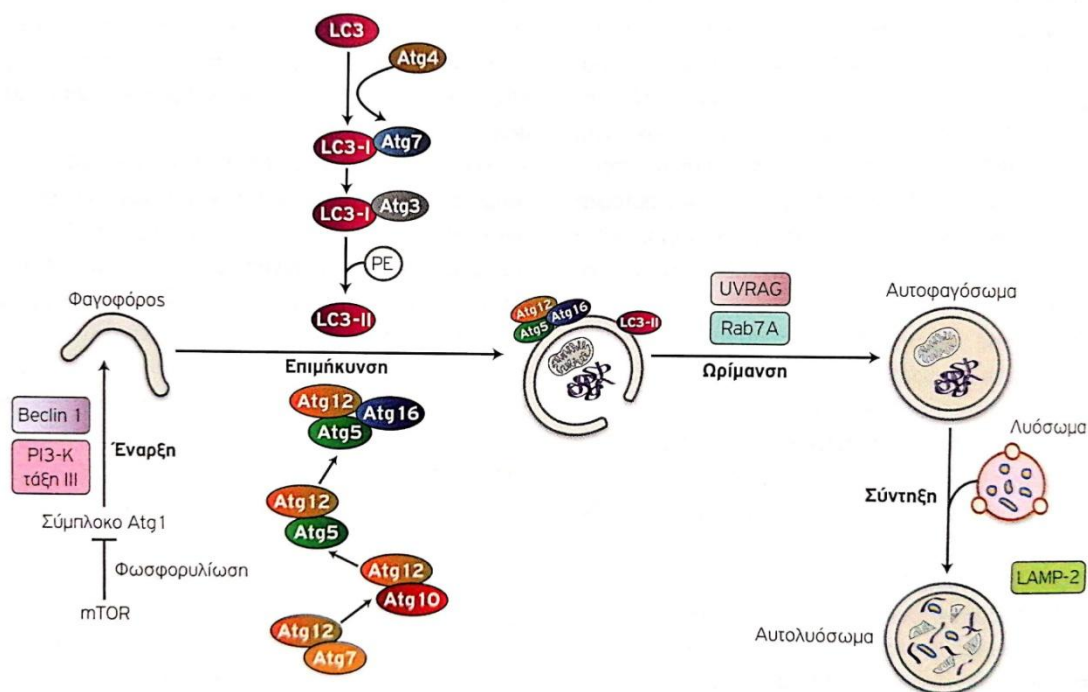 LC3
Atg4
LC3-I
Atg7
LC3-I
Atg3
PE
LC3-II
Φαγοφόρος
Επιμήκυνση
Beclin 1
PI3-K
τάξη III
Έναρξη
Σύμπλοκο Atg1
Φωσφορυλίωση
mTOR
Atg12
Atg16
Atg5
Atg12
Atg5
Atg12
Atg10
Atg12
Atg7
Atg12
Atg16
Atg5
LC3-II
UVRAG
Rab7A
Ωρίμανση
Αυτοφαγόσωμα
Λυόσωμα
Σύντηξη
LAMP-2
Αυτολυόσωμα